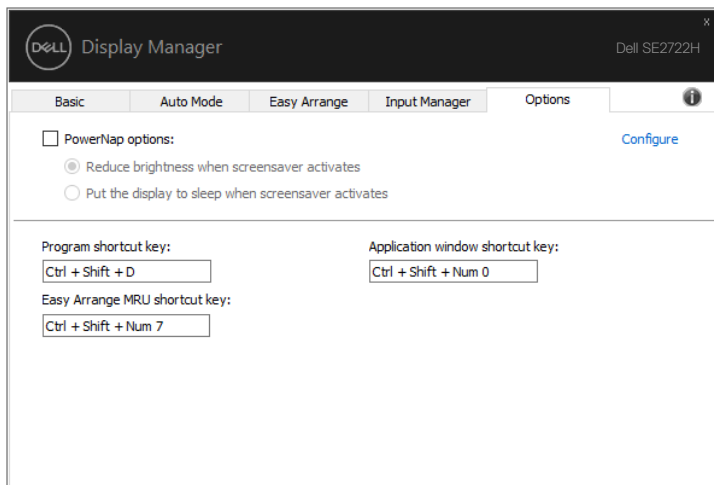 x
DELL Display Manager
Dell SE2722H
Basic Auto Mode Easy Arrange Input Manager Options i
PowerNap options: Configure
Reduce brightness when screensaver activates
Put the display to sleep when screensaver activates
Program shortcut key: Application window shortcut key:
Ctrl + Shift + D Ctrl + Shift + Num 0
Easy Arrange MRU shortcut key:
Ctrl + Shift + Num 7